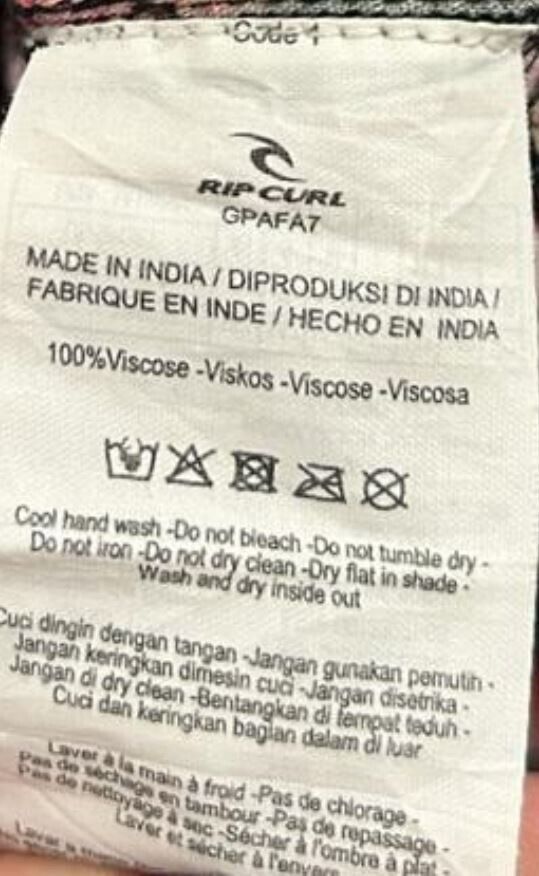 Code 1
RIP CURL
GPAFA7
MADE IN INDIA / DIPRODUKSI DI INDIA /
FABRIQUE EN INDE / HECHO EN INDIA
100%Viscose -Viskos -Viscose -Viscosa
Cool hand wash -Do not bleach -Do not tumble dry -
Do not iron -Do not dry clean -Dry flat in shade -
Wash and dry inside out
Cuci dingin dengan tangan -Jangan gunakan pemutih -
Jangan keringkan dimesin cuci -Jangan disetrika -
Jangan di dry clean -Bentangkan di tempat teduh -
Cuci dan keringkan bagian dalam di luar
Laver à la main à froid -Pas de chlorage -
Pas de séchage en tambour -Pas de repassage -
Pas de nettoyage à sec -Sécher à l'ombre à plat -
Laver et sécher à l'envers